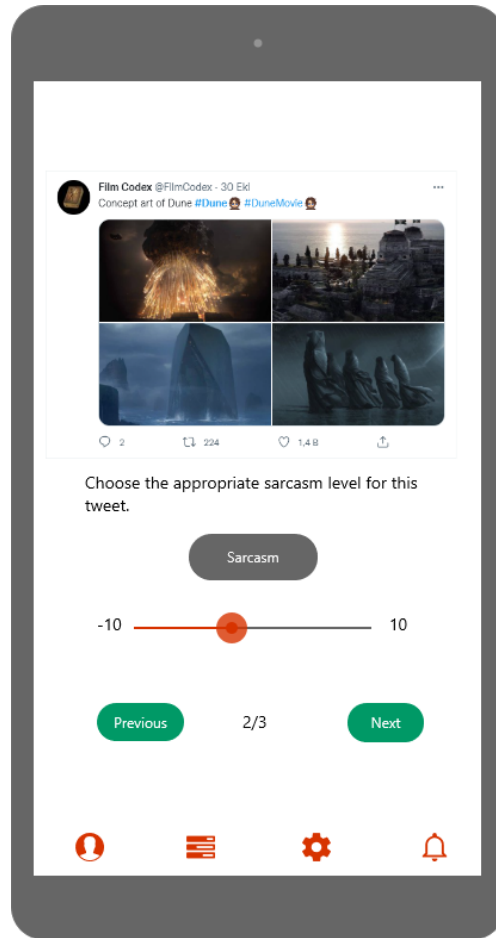 Film Codex @FilmCodex · 30 Eki
Concept art of Dune #Dune #DuneMovie
2 224 1,4 B
Choose the appropriate sarcasm level for this
tweet.
Sarcasm
-10 10
Previous 2/3 Next